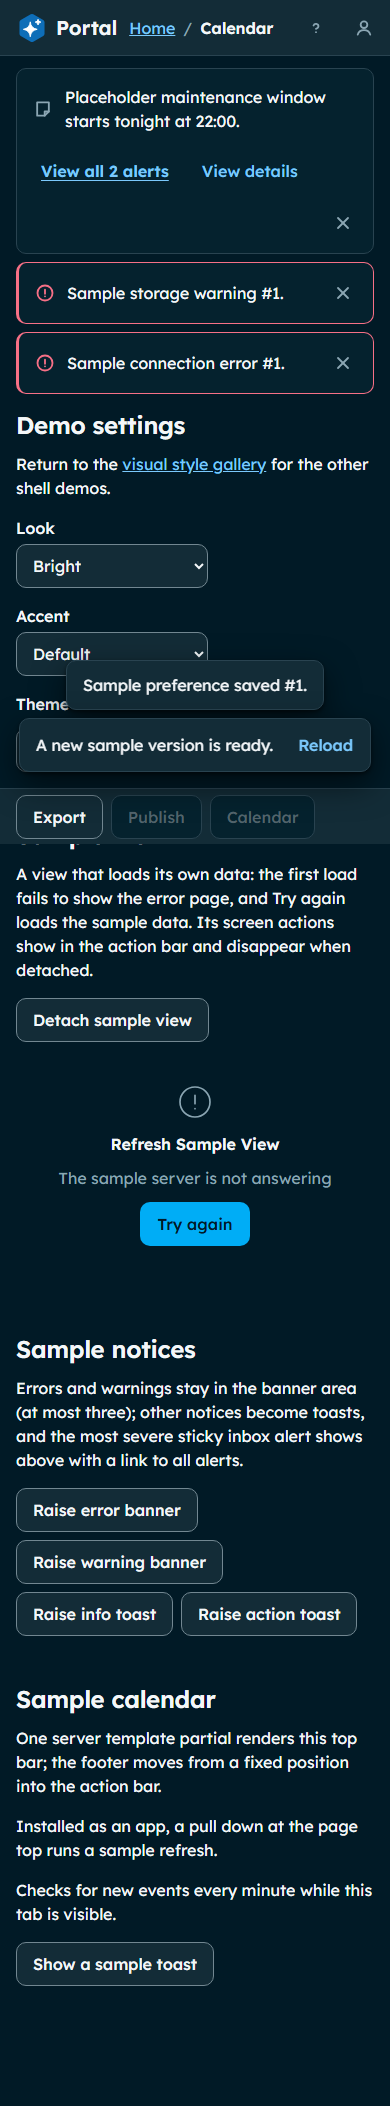 Portal Home / Calendar ?
Placeholder maintenance window
starts tonight at 22:00.
View all 2 alerts View details
Sample storage warning #1.
Sample connection error #1.
Demo settings
Return to the visual style gallery for the other
shell demos.
Look
Bright
Accent
Default
Theme
Sample preference saved #1.
A new sample version is ready. Reload
Export Publish Calendar
A view that loads its own data: the first load
fails to show the error page, and Try again
loads the sample data. Its screen actions
show in the action bar and disappear when
detached.
Detach sample view
Refresh Sample View
The sample server is not answering
Try again
Sample notices
Errors and warnings stay in the banner area
(at most three); other notices become toasts,
and the most severe sticky inbox alert shows
above with a link to all alerts.
Raise error banner
Raise warning banner
Raise info toast Raise action toast
Sample calendar
One server template partial renders this top
bar; the footer moves from a fixed position
into the action bar.
Installed as an app, a pull down at the page
top runs a sample refresh.
Checks for new events every minute while this
tab is visible.
Show a sample toast